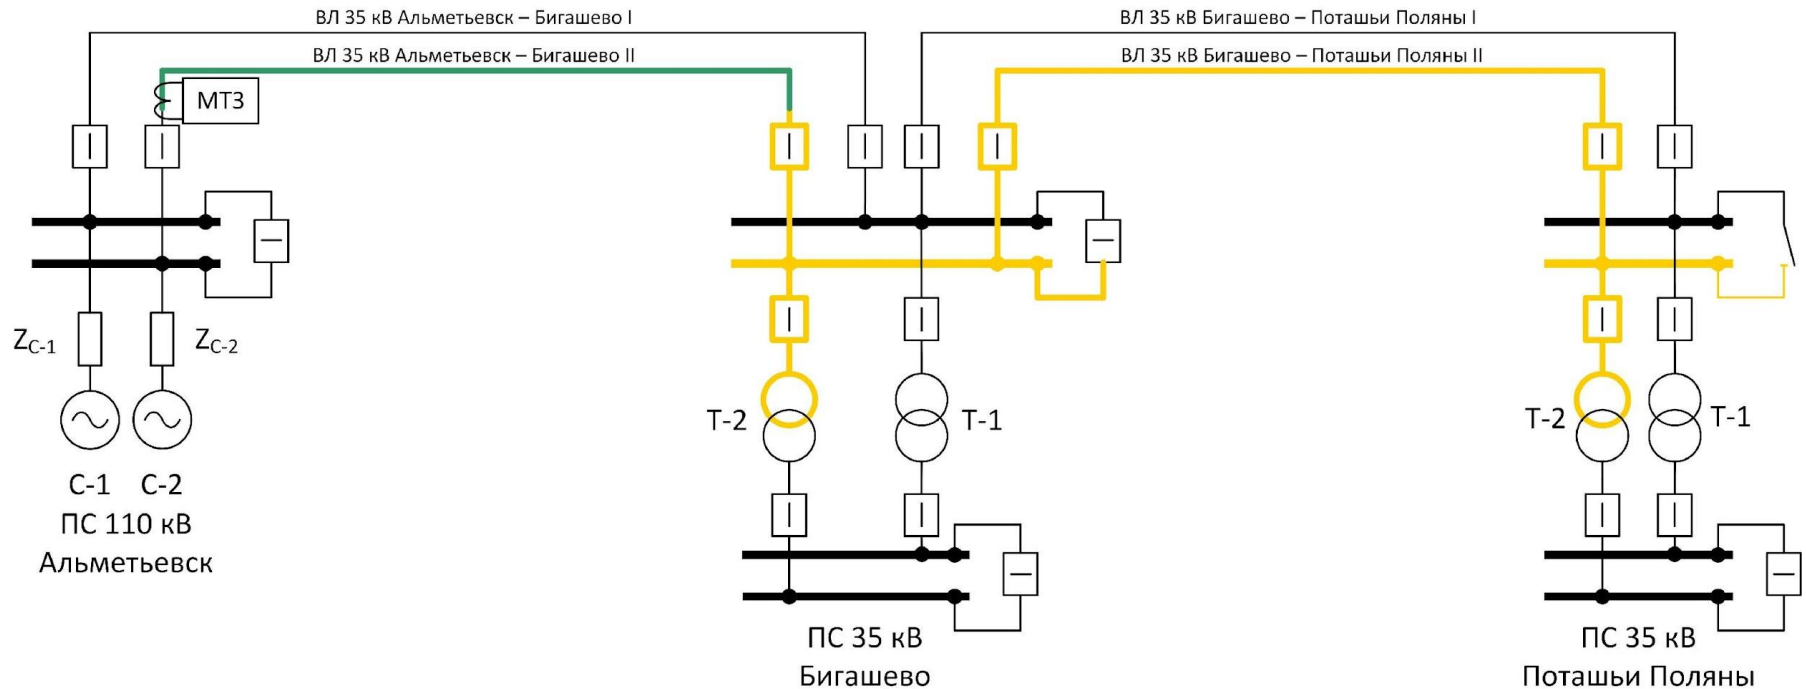 ВЛ 35 кВ Альметьевск – Бигашево I
ВЛ 35 кВ Бигашево – Поташьи Поляны I
ВЛ 35 кВ Альметьевск – Бигашево II
ВЛ 35 кВ Бигашево – Поташьи Поляны II
МТЗ
ZС-1
ZС-2
Т-2
Т-1
Т-2
Т-1
С-1
С-2
ПС 110 кВ
Альметьевск
ПС 35 кВ
Бигашево
ПС 35 кВ
Поташьи Поляны